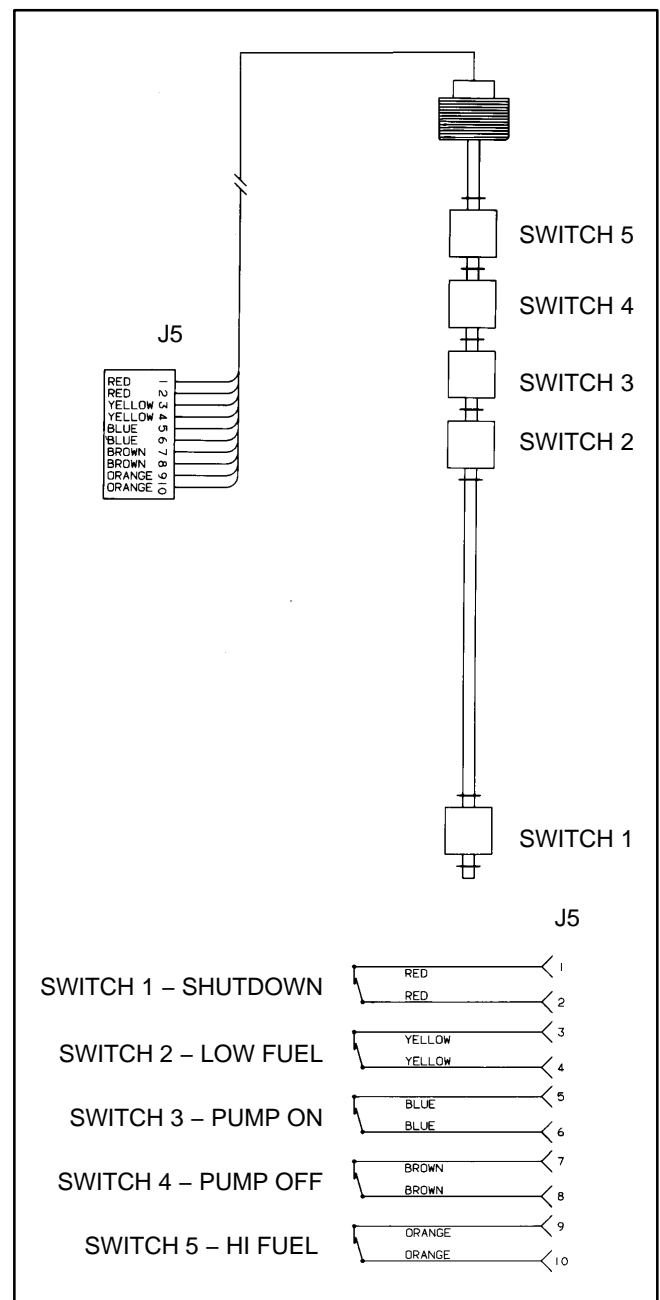 SWITCH 5
SWITCH 4
J5
SWITCH 3
RED 1
RED 2
YELLOW 3
YELLOW 4
BLUE 5
BLUE 6
BROWN 7
BROWN 8
ORANGE 9
ORANGE 10
SWITCH 2
SWITCH 1
J5
SWITCH 1 – SHUTDOWN
RED 1
RED 2
SWITCH 2 – LOW FUEL
YELLOW 3
YELLOW 4
SWITCH 3 – PUMP ON
BLUE 5
BLUE 6
SWITCH 4 – PUMP OFF
BROWN 7
BROWN 8
SWITCH 5 – HI FUEL
ORANGE 9
ORANGE 10